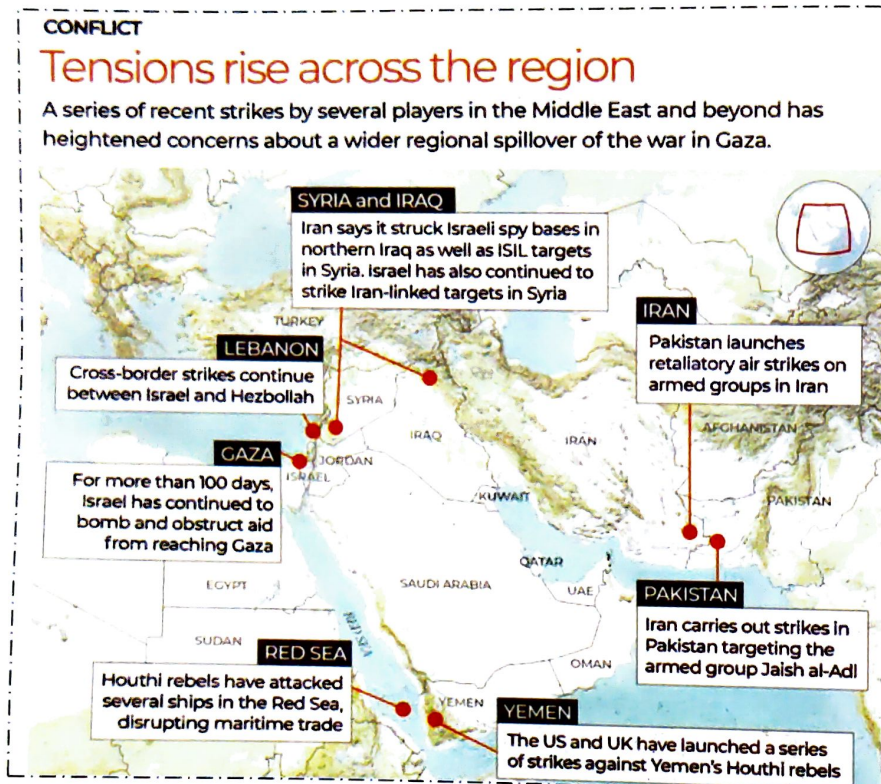 CONFLICT
Tensions rise across the region
A series of recent strikes by several players in the Middle East and beyond has
heightened concerns about a wider regional spillover of the war in Gaza.
SYRIA and IRAQ
Iran says it struck Israeli spy bases in
northern Iraq as well as ISIL targets
in Syria. Israel has also continued to
strike Iran-linked targets in Syria
IRAN
Pakistan launches
retaliatory air strikes on
armed groups in Iran
TURKEY
LEBANON
Cross-border strikes continue
between Israel and Hezbollah
SYRIA
IRAQ
IRAN
AFGHANISTAN
GAZA
For more than 100 days,
Israel has continued to
bomb and obstruct aid
from reaching Gaza
JORDAN
ISRAEL
KUWAIT
PAKISTAN
QATAR
EGYPT
SAUDI ARABIA
UAE
PAKISTAN
Iran carries out strikes in
Pakistan targeting the
armed group Jaish al-Adl
SUDAN
RED SEA
OMAN
RED SEA
Houthi rebels have attacked
several ships in the Red Sea,
disrupting maritime trade
YEMEN
YEMEN
The US and UK have launched a series
of strikes against Yemen's Houthi rebels